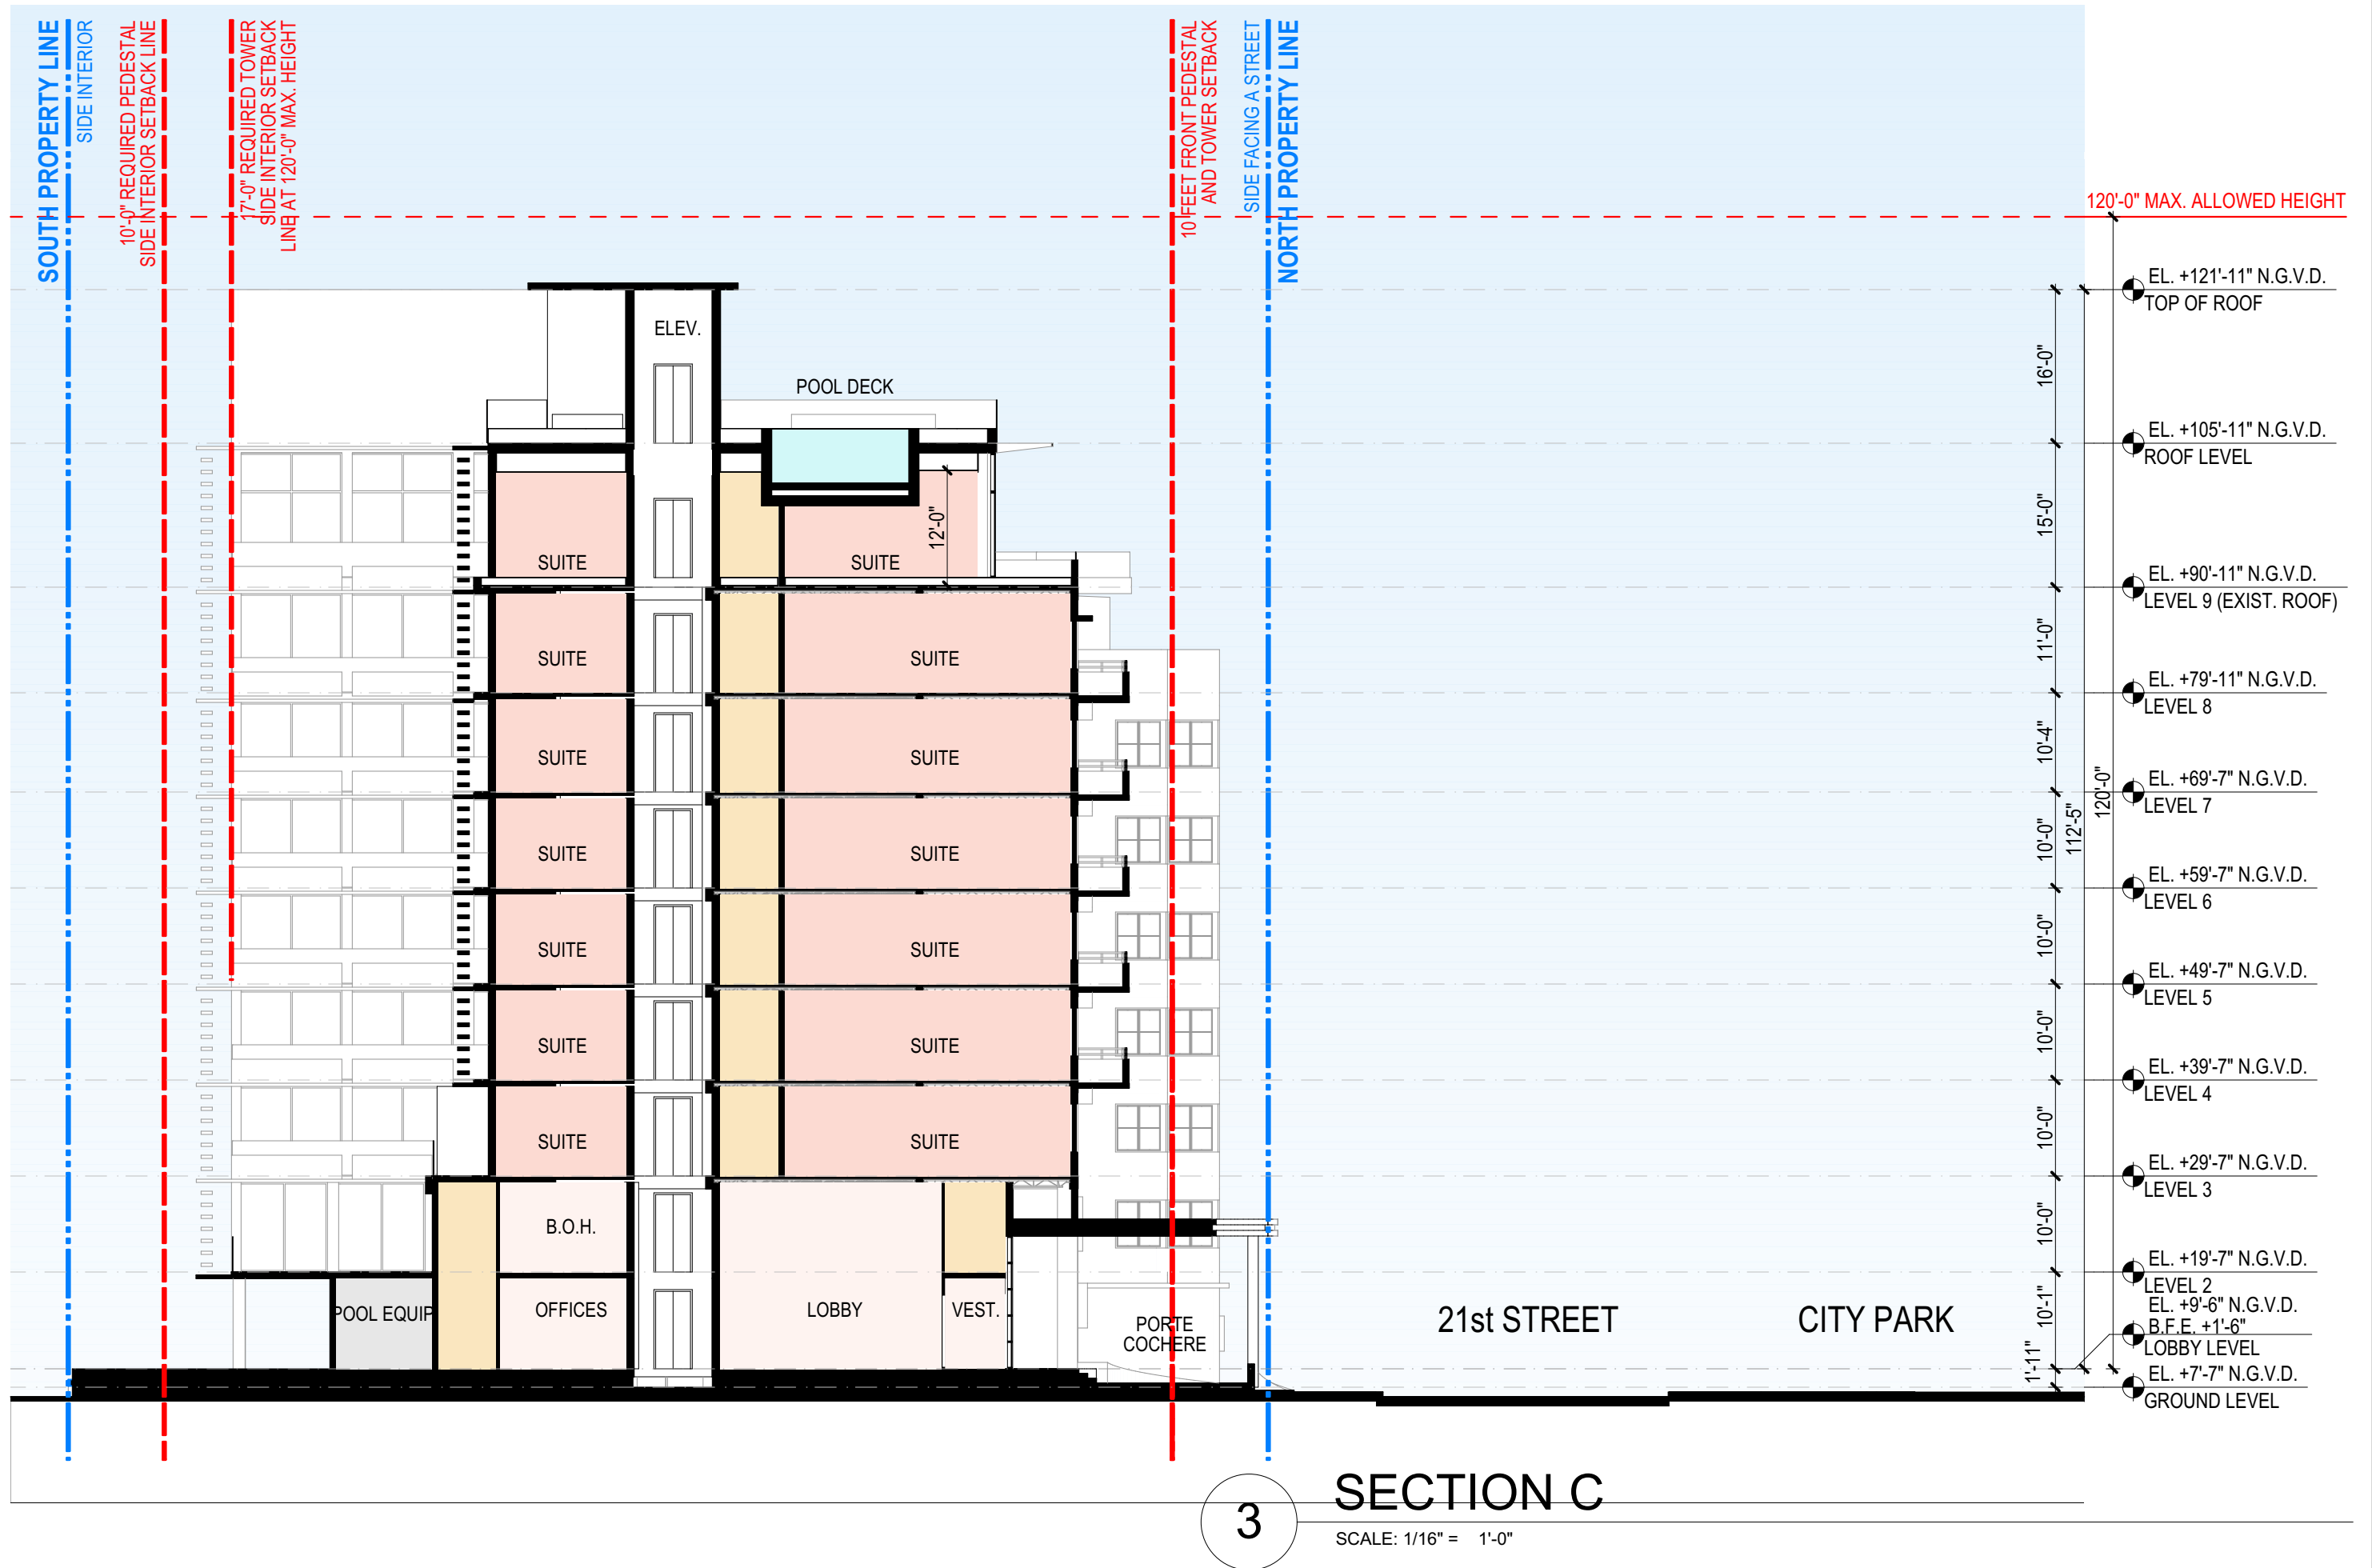 SOUTH PROPERTY LINE
SIDE INTERIOR
10'-0" REQUIRED PEDESTAL
SIDE INTERIOR SETBACK LINE
17'-0" REQUIRED TOWER
SIDE INTERIOR SETBACK
LINE AT 120'-0" MAX. HEIGHT
10 FEET FRONT PEDESTAL
AND TOWER SETBACK
SIDE FACING A STREET
NORTH PROPERTY LINE
120'-0" MAX. ALLOWED HEIGHT
EL. +121'-11" N.G.V.D.
TOP OF ROOF
ELEV.
16'-0"
POOL DECK
EL. +105'-11" N.G.V.D.
ROOF LEVEL
15'-0"
12'-0"
SUITE
SUITE
EL. +90'-11" N.G.V.D.
LEVEL 9 (EXIST. ROOF)
11'-0"
SUITE
SUITE
EL. +79'-11" N.G.V.D.
LEVEL 8
10'-4"
SUITE
SUITE
EL. +69'-7" N.G.V.D.
LEVEL 7
120'-0"
112'-5"
10'-0"
SUITE
SUITE
EL. +59'-7" N.G.V.D.
LEVEL 6
10'-0"
SUITE
SUITE
EL. +49'-7" N.G.V.D.
LEVEL 5
10'-0"
SUITE
SUITE
EL. +39'-7" N.G.V.D.
LEVEL 4
10'-0"
SUITE
SUITE
EL. +29'-7" N.G.V.D.
LEVEL 3
10'-0"
B.O.H.
EL. +19'-7" N.G.V.D.
LEVEL 2
10'-1"
POOL EQUIP
OFFICES
LOBBY
VEST.
PORTE
COCHERE
21st STREET
CITY PARK
EL. +9'-6" N.G.V.D.
B.F.E. +1'-6"
LOBBY LEVEL
1'-11"
EL. +7'-7" N.G.V.D.
GROUND LEVEL
3
SECTION C
SCALE: 1/16" = 1'-0"